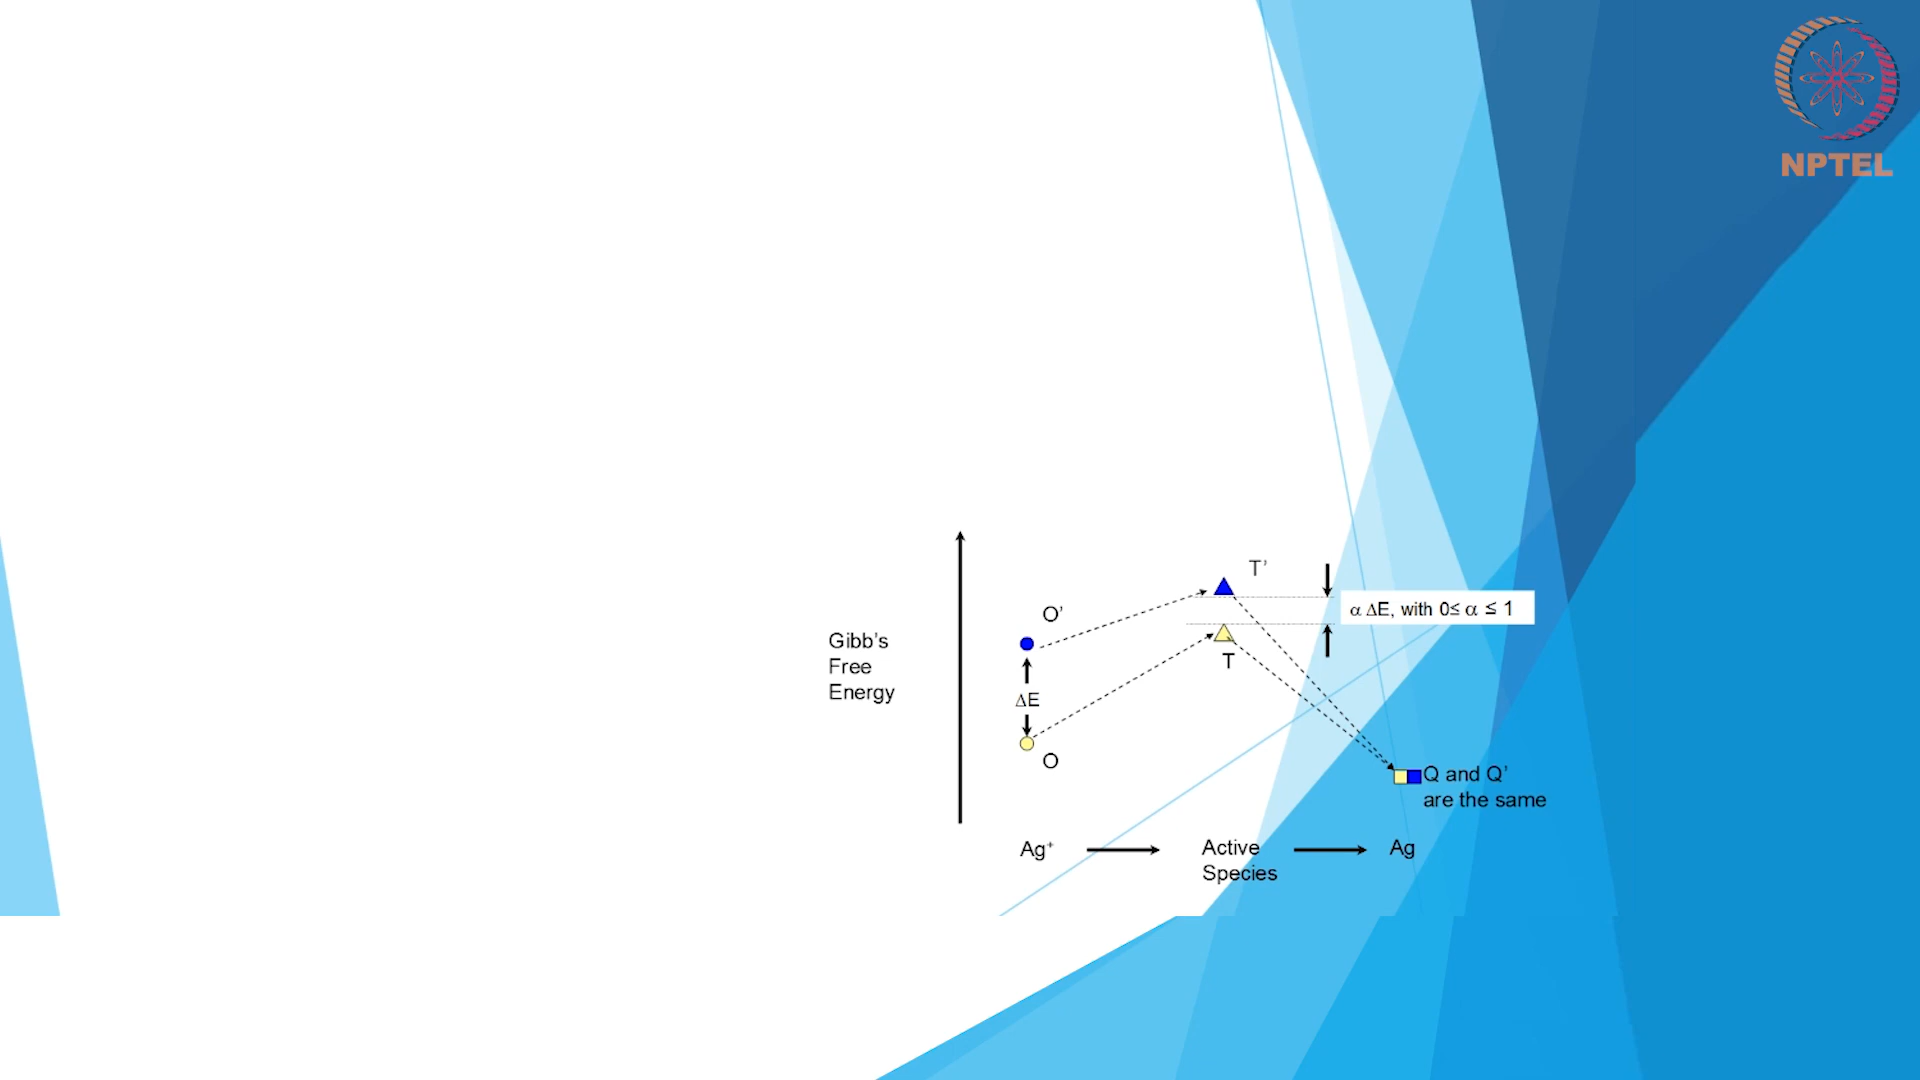 NPTEL
T’
O’
α ΔE, with 0≤ α ≤ 1
Gibb’s
Free
Energy
T
ΔE
O
Q and Q’
are the same
Ag⁺
Active
Species
Ag